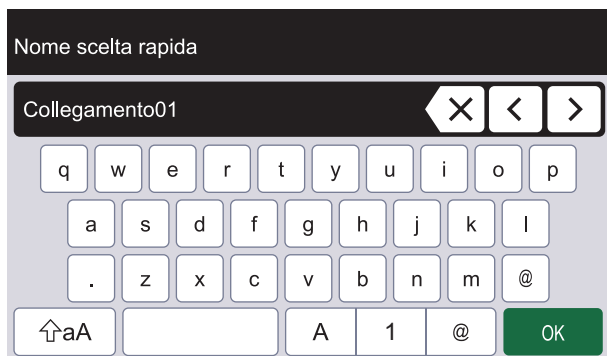 Nome scelta rapida
Collegamento01
q w e r t y u i o p
a s d f g h j k l
. z x c v b n m @
aA A 1 @ OK